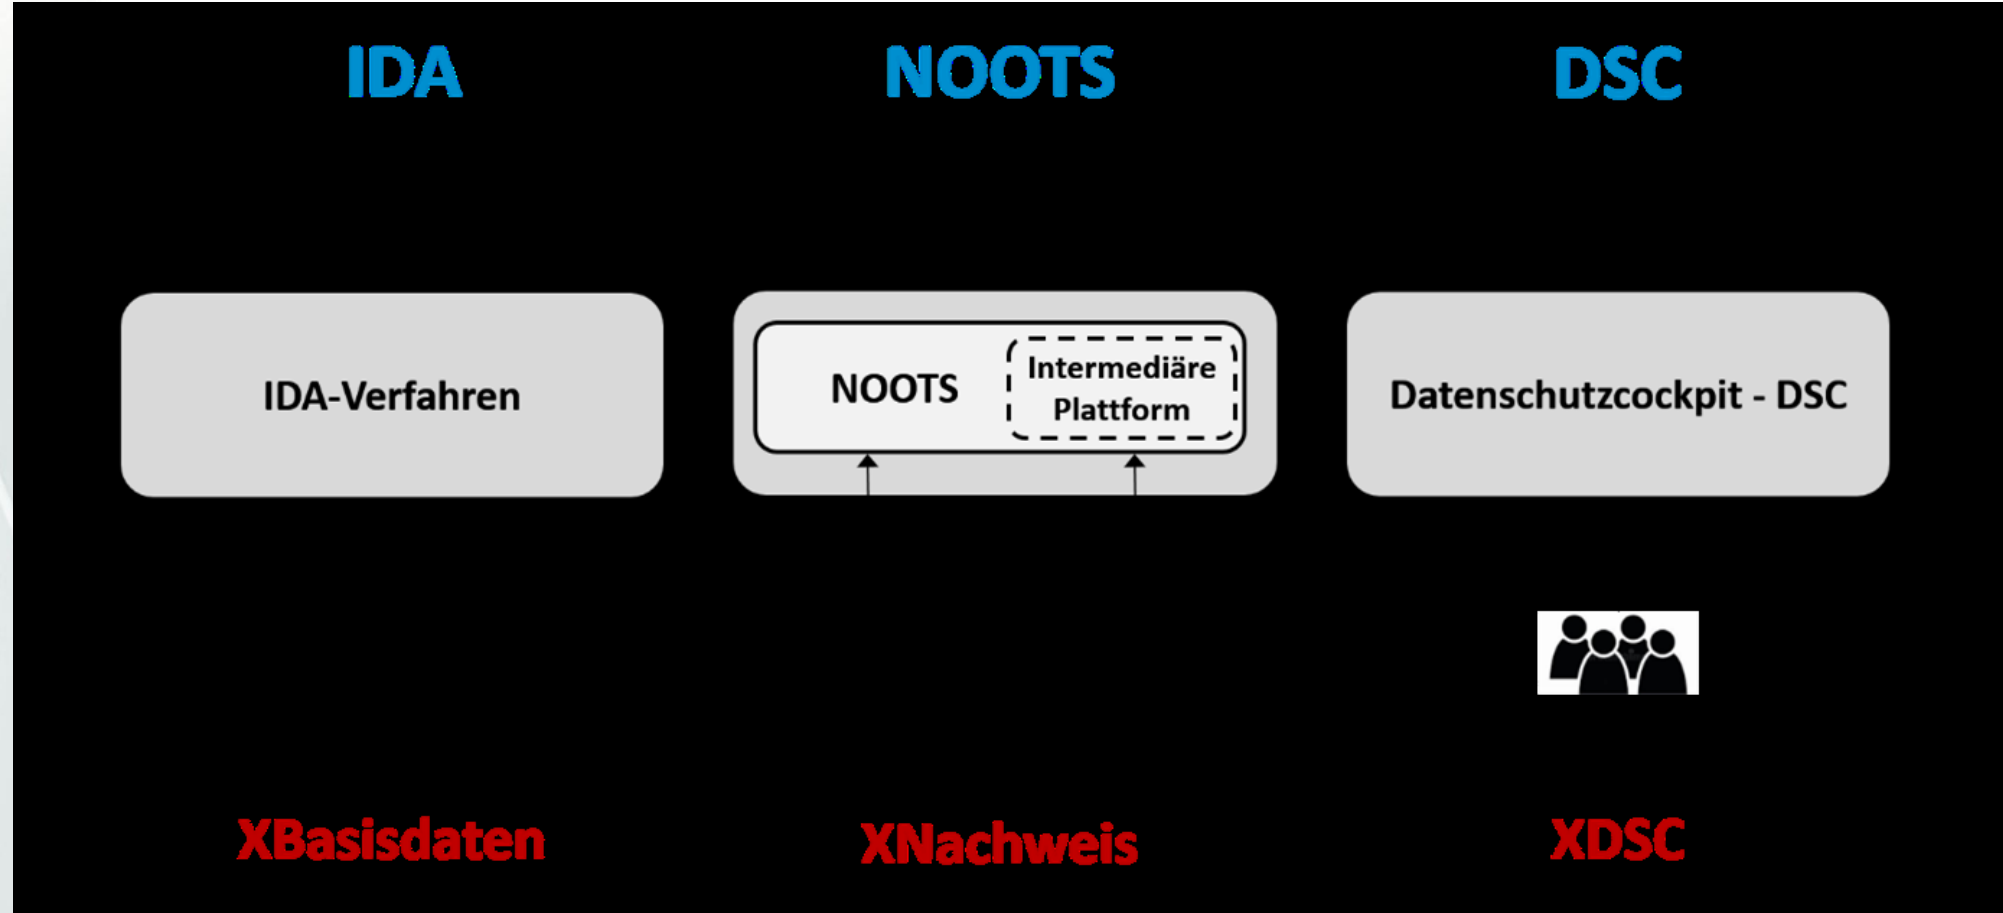 IDA
NOOTS
DSC
IDA-Verfahren
NOOTS
Intermediäre
Plattform
Datenschutzcockpit - DSC
XBasisdaten
XNachweis
XDSC